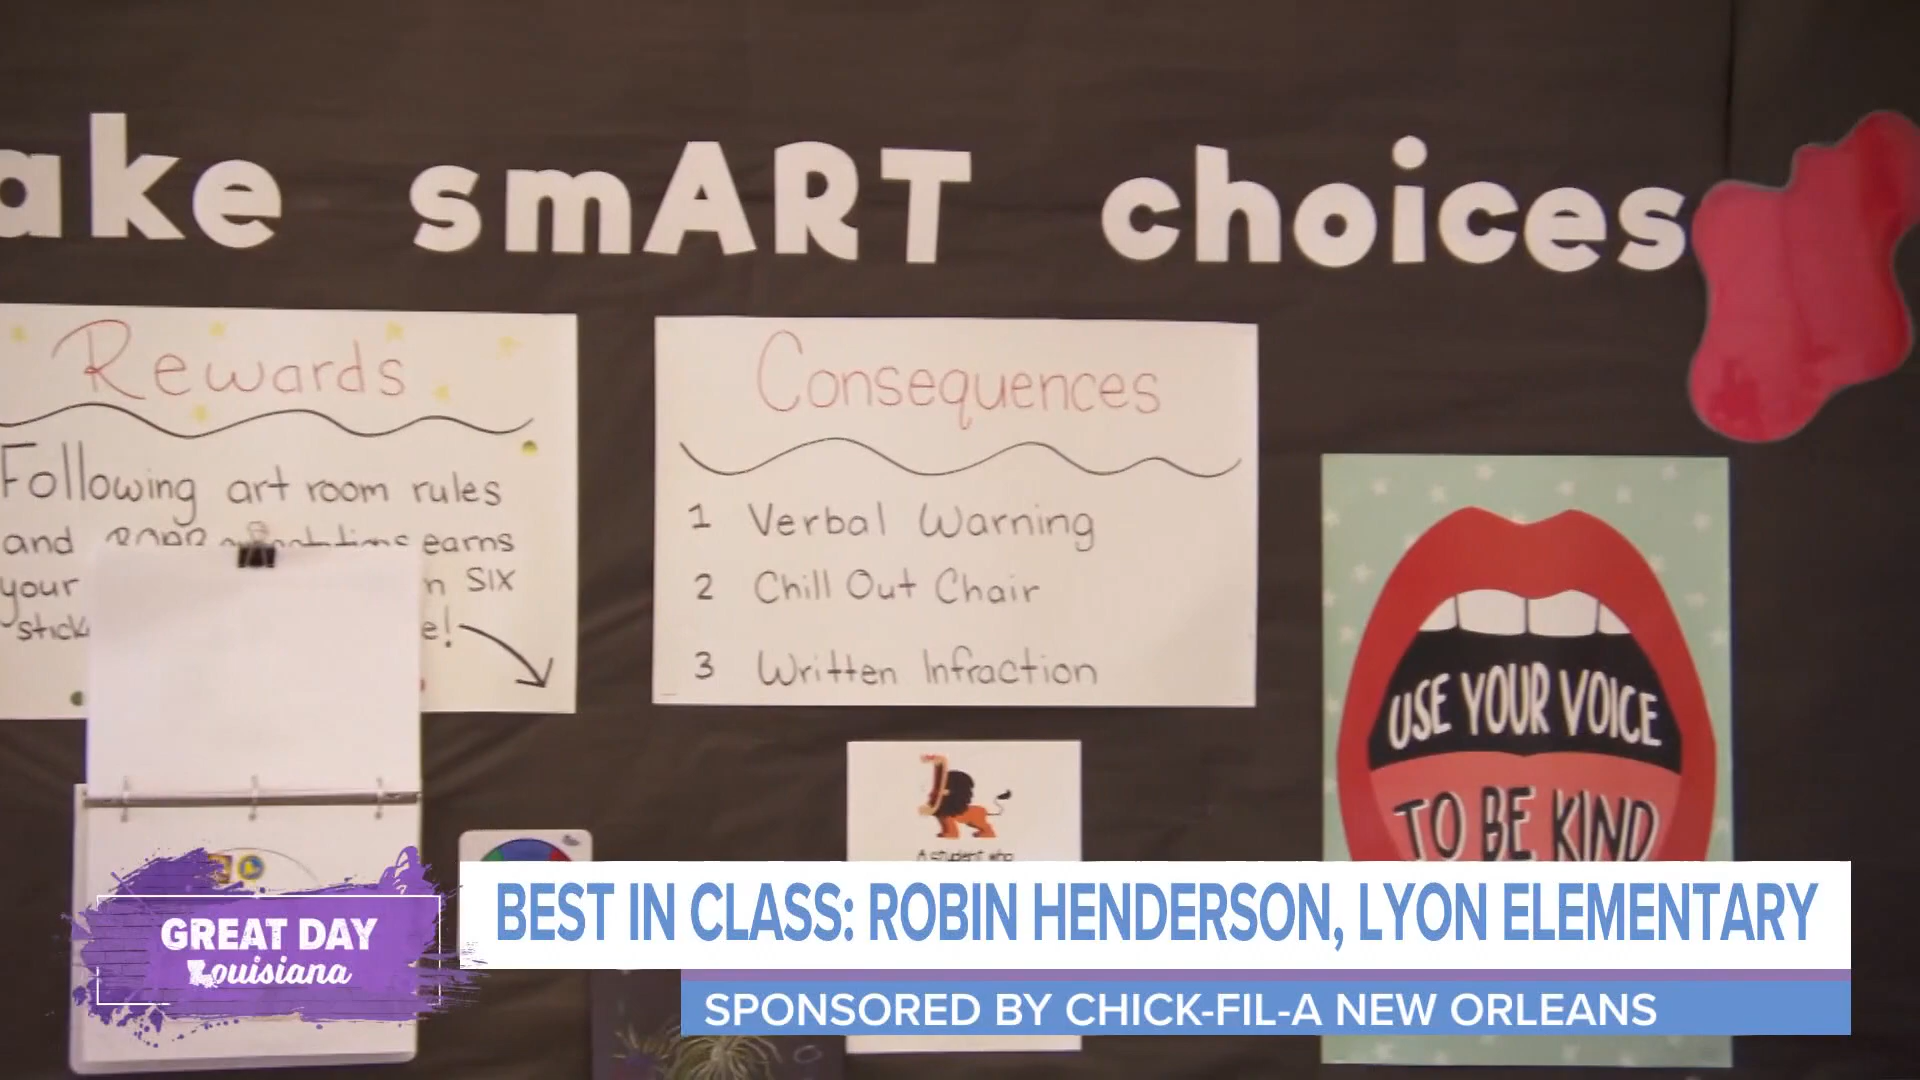 ake smART choices
Rewards
Following art room rules
and earns
your SIX
e!
Consequences
1 Verbal Warning
2 Chill Out Chair
3 Written Infraction
USE YOUR VOICE
TO BE KIND
A student who
BEST IN CLASS: ROBIN HENDERSON, LYON ELEMENTARY
GREAT DAY
Louisiana
SPONSORED BY CHICK-FIL-A NEW ORLEANS